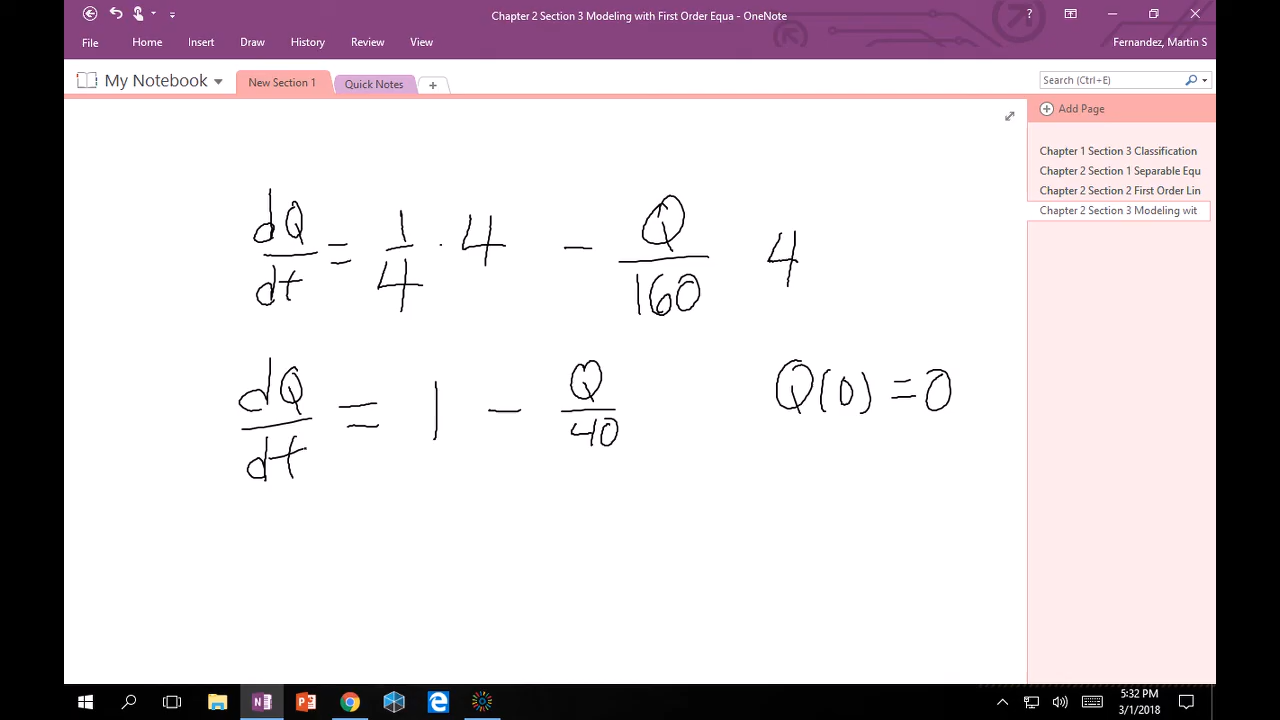 Chapter 2 Section 3 Modeling with First Order Equa - OneNote
?
File Home Insert Draw History Review View
Fernandez, Martin S
My Notebook New Section 1 Quick Notes +
Search (Ctrl+E)
Add Page
Chapter 1 Section 3 Classification
Chapter 2 Section 1 Separable Equ
Chapter 2 Section 2 First Order Lin
Chapter 2 Section 3 Modeling wit
dQ/dt = 1/4 · 4 - Q/160 4
dQ/dt = 1 - Q/40 Q(0) = 0
5:32 PM
3/1/2018